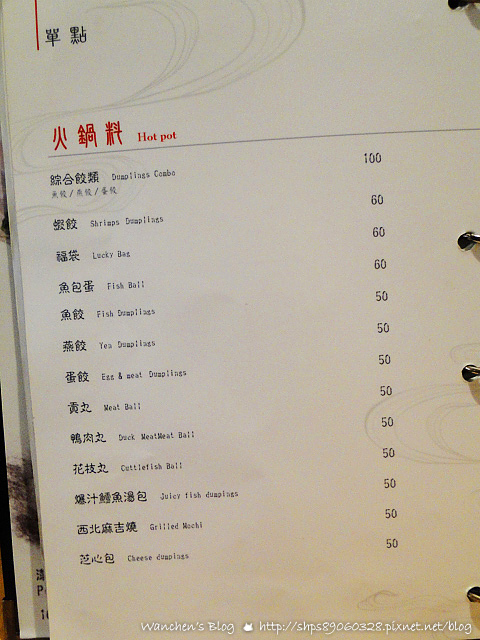 單點
火鍋料 Hot pot
綜合餃類 Dumplings Combo 100
魚餃/燕餃/蛋餃
蝦餃 Shrimps Dumplings 60
福袋 Lucky Bag 60
魚包蛋 Fish Ball 60
魚餃 Fish Dumplings 50
燕餃 Yen Dumplings 50
蛋餃 Egg & meat Dumplings 50
貢丸 Meat Ball 50
鴨肉丸 Duck MeatMeat Ball 50
花枝丸 Cuttlefish Ball 50
爆汁鱈魚湯包 Juicy fish dumpings 50
西北麻吉燒 Grilled Mochi 50
芝心包 Cheese dumpings 50
Wanchen's Blog http://shps89060328.pixnet.net/blog